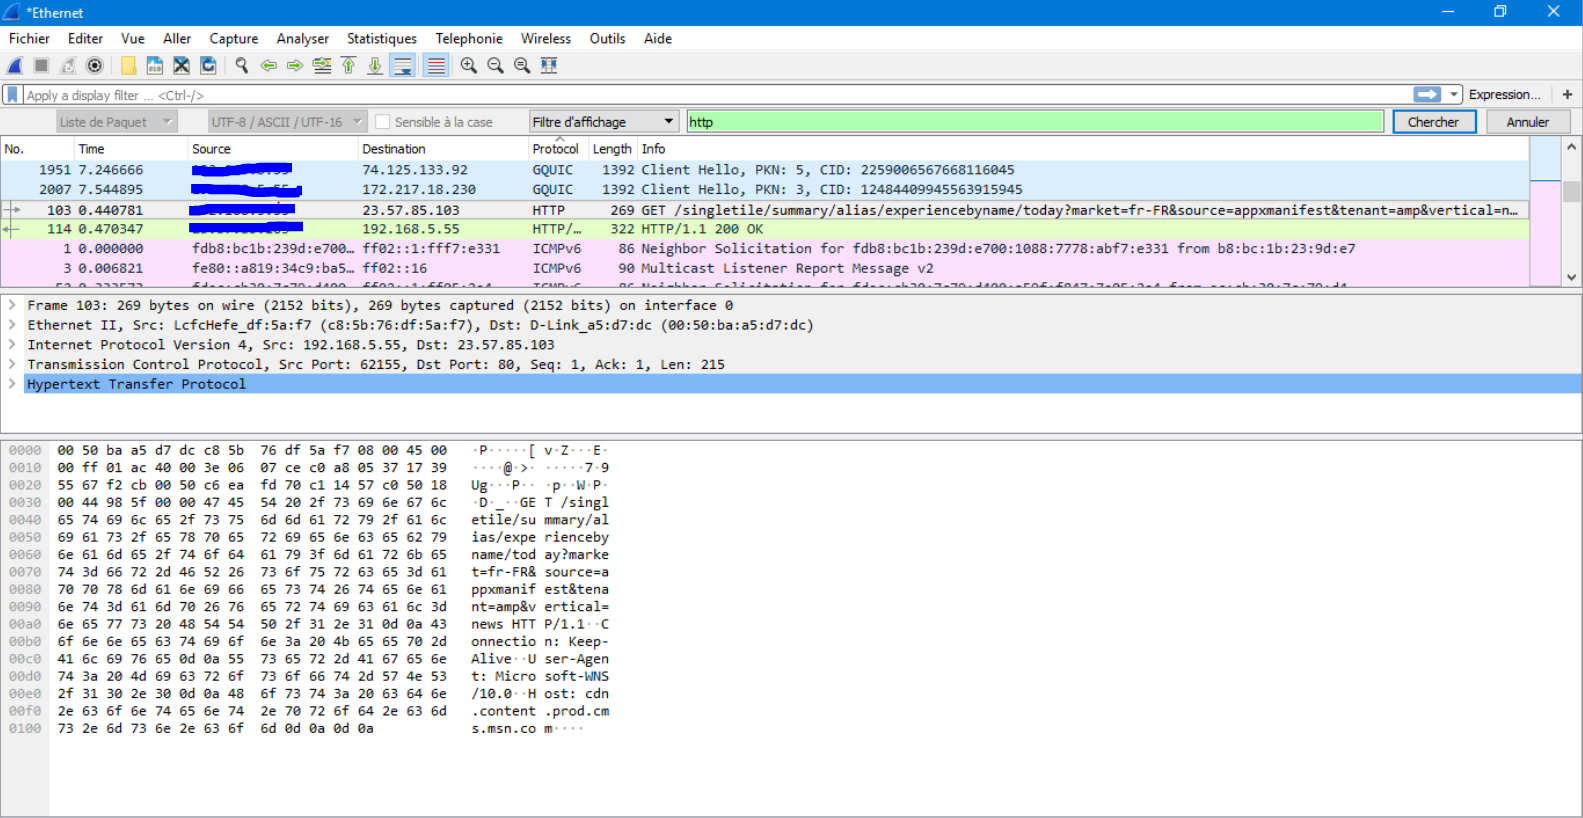 *Ethernet
Fichier Editer Vue Aller Capture Analyser Statistiques Telephonie Wireless Outils Aide
Apply a display filter ... <Ctrl-/> Expression... +
Liste de Paquet UTF-8 / ASCII / UTF-16 Sensible à la case Filtre d'affichage http Chercher Annuler
No. Time Source Destination Protocol Length Info
1951 7.246666 74.125.133.92 GQUIC 1392 Client Hello, PKN: 5, CID: 2259006567668116045
2007 7.544895 172.217.18.230 GQUIC 1392 Client Hello, PKN: 3, CID: 12484409945563915945
103 0.440781 23.57.85.103 HTTP 269 GET /singletile/summary/alias/experiencebyname/today?market=fr-FR&source=appxmanifest&tenant=amp&vertical=n…
114 0.470347 192.168.5.55 HTTP/… 322 HTTP/1.1 200 OK
1 0.000000 fdb8:bc1b:239d:e700… ff02::1:fff7:e331 ICMPv6 86 Neighbor Solicitation for fdb8:bc1b:239d:e700:1088:7778:abf7:e331 from b8:bc:1b:23:9d:e7
3 0.006821 fe80::a819:34c9:ba5… ff02::16 ICMPv6 90 Multicast Listener Report Message v2
Frame 103: 269 bytes on wire (2152 bits), 269 bytes captured (2152 bits) on interface 0
Ethernet II, Src: LcfcHefe_df:5a:f7 (c8:5b:76:df:5a:f7), Dst: D-Link_a5:d7:dc (00:50:ba:a5:d7:dc)
Internet Protocol Version 4, Src: 192.168.5.55, Dst: 23.57.85.103
Transmission Control Protocol, Src Port: 62155, Dst Port: 80, Seq: 1, Ack: 1, Len: 215
Hypertext Transfer Protocol
0000 00 50 ba a5 d7 dc c8 5b 76 df 5a f7 08 00 45 00 ·P·····[ v·Z···E·
0010 00 ff 01 ac 40 00 3e 06 07 ce c0 a8 05 37 17 39 ····@·>· ·····7·9
0020 55 67 f2 cb 00 50 c6 ea fd 70 c1 14 57 c0 50 18 Ug···P·· ·p··W·P·
0030 00 44 98 5f 00 00 47 45 54 20 2f 73 69 6e 67 6c ·D·_··GE T /singl
0040 65 74 69 6c 65 2f 73 75 6d 6d 61 72 79 2f 61 6c etile/su mmary/al
0050 69 61 73 2f 65 78 70 65 72 69 65 6e 63 65 62 79 ias/expe rienceby
0060 6e 61 6d 65 2f 74 6f 64 61 79 3f 6d 61 72 6b 65 name/tod ay?marke
0070 74 3d 66 72 2d 46 52 26 73 6f 75 72 63 65 3d 61 t=fr-FR& source=a
0080 70 70 78 6d 61 6e 69 66 65 73 74 26 74 65 6e 61 ppxmanif est&tena
0090 6e 74 3d 61 6d 70 26 76 65 72 74 69 63 61 6c 3d nt=amp&v ertical=
00a0 6e 65 77 73 20 48 54 54 50 2f 31 2e 31 0d 0a 43 news HTT P/1.1··C
00b0 6f 6e 6e 65 63 74 69 6f 6e 3a 20 4b 65 65 70 2d onnectio n: Keep-
00c0 41 6c 69 76 65 0d 0a 55 73 65 72 2d 41 67 65 6e Alive··U ser-Agen
00d0 74 3a 20 4d 69 63 72 6f 73 6f 66 74 2d 57 4e 53 t: Micro soft-WNS
00e0 2f 31 30 2e 30 0d 0a 48 6f 73 74 3a 20 63 64 6e /10.0··H ost: cdn
00f0 2e 63 6f 6e 74 65 6e 74 2e 70 72 6f 64 2e 63 6d .content .prod.cm
0100 73 2e 6d 73 6e 2e 63 6f 6d 0d 0a 0d 0a s.msn.co m····